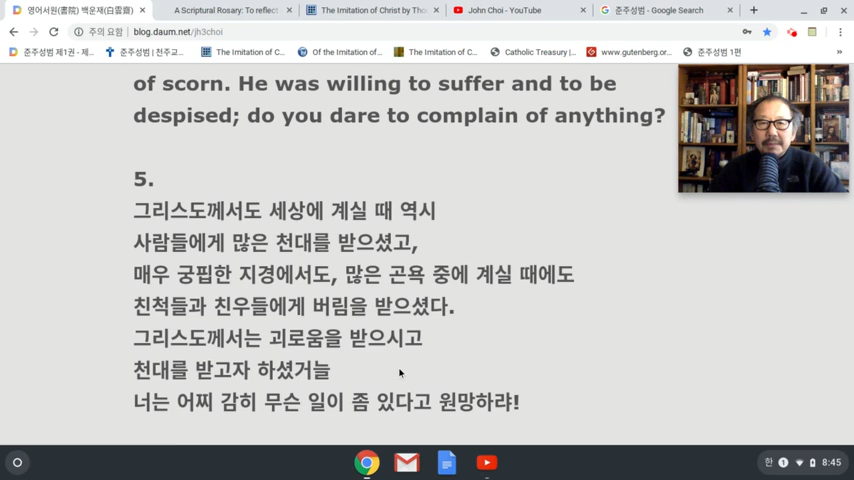 영어서원(書院) 백운재(白雲齋)
A Scriptural Rosary: To reflect
The Imitation of Christ by Tho
John Choi - YouTube
준주성범 - Google Search
주의 요함
blog.daum.net/jh3choi
준주성범 제1권 - 제...
준주성범 | 천주교...
The Imitation of C...
Of the Imitation of...
The Imitation of C...
Catholic Treasury |...
www.gutenberg.org...
준주성범 1편
of scorn. He was willing to suffer and to be
despised; do you dare to complain of anything?
5.
그리스도께서도 세상에 계실 때 역시
사람들에게 많은 천대를 받으셨고,
매우 궁핍한 지경에서도, 많은 곤욕 중에 계실 때에도
친척들과 친우들에게 버림을 받으셨다.
그리스도께서는 괴로움을 받으시고
천대를 받고자 하셨거늘
너는 어찌 감히 무슨 일이 좀 있다고 원망하랴!
한
1
8:45